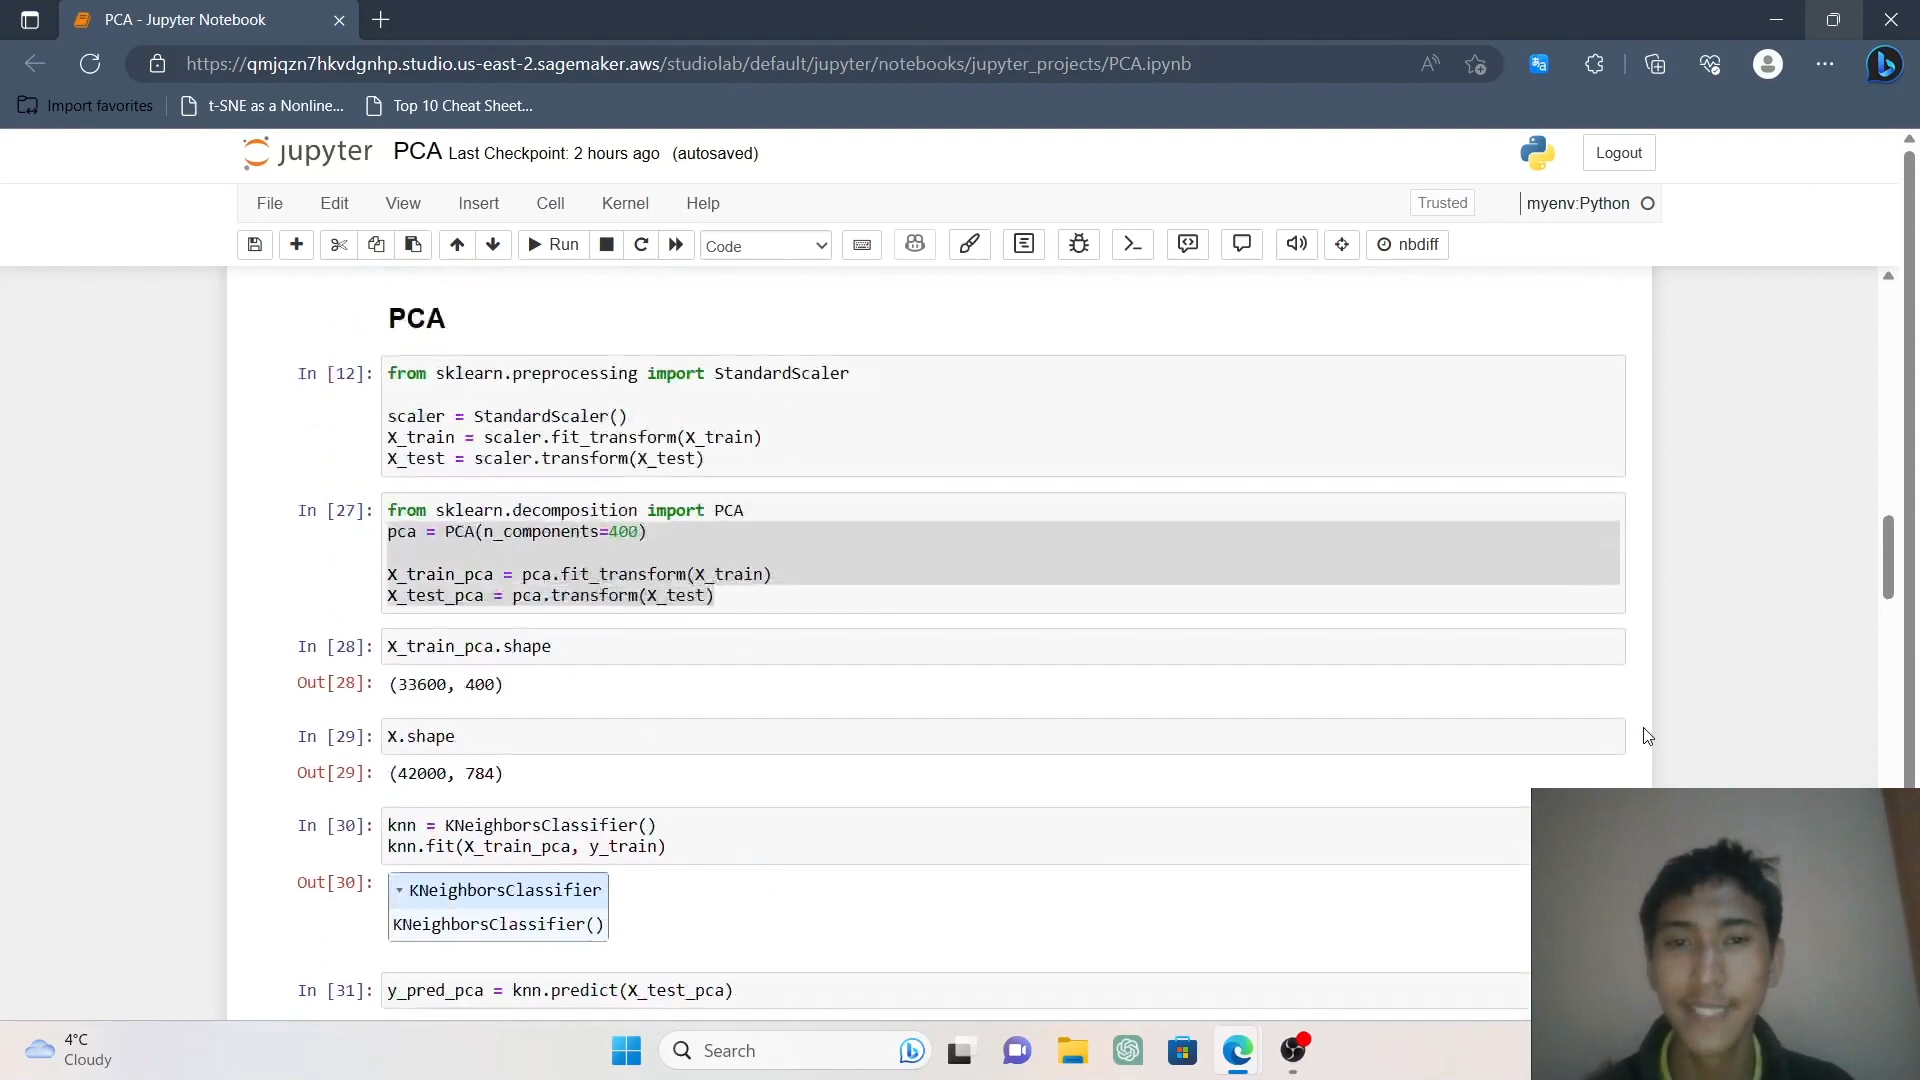 PCA - Jupyter Notebook
https://qmjqzn7hkvdgnhp.studio.us-east-2.sagemaker.aws/studiolab/default/jupyter/notebooks/jupyter_projects/PCA.ipynb
Import favorites
t-SNE as a Nonline...
Top 10 Cheat Sheet...
jupyter PCA Last Checkpoint: 2 hours ago (autosaved)
Logout
File Edit View Insert Cell Kernel Help
Trusted
myenv:Python
Run
Code
nbdiff
PCA
In [12]: from sklearn.preprocessing import StandardScaler
scaler = StandardScaler()
X_train = scaler.fit_transform(X_train)
X_test = scaler.transform(X_test)
In [27]: from sklearn.decomposition import PCA
pca = PCA(n_components=400)
X_train_pca = pca.fit_transform(X_train)
X_test_pca = pca.transform(X_test)
In [28]: X_train_pca.shape
Out[28]: (33600, 400)
In [29]: X.shape
Out[29]: (42000, 784)
In [30]: knn = KNeighborsClassifier()
knn.fit(X_train_pca, y_train)
Out[30]: KNeighborsClassifier
KNeighborsClassifier()
In [31]: y_pred_pca = knn.predict(X_test_pca)
4°C
Cloudy
Search